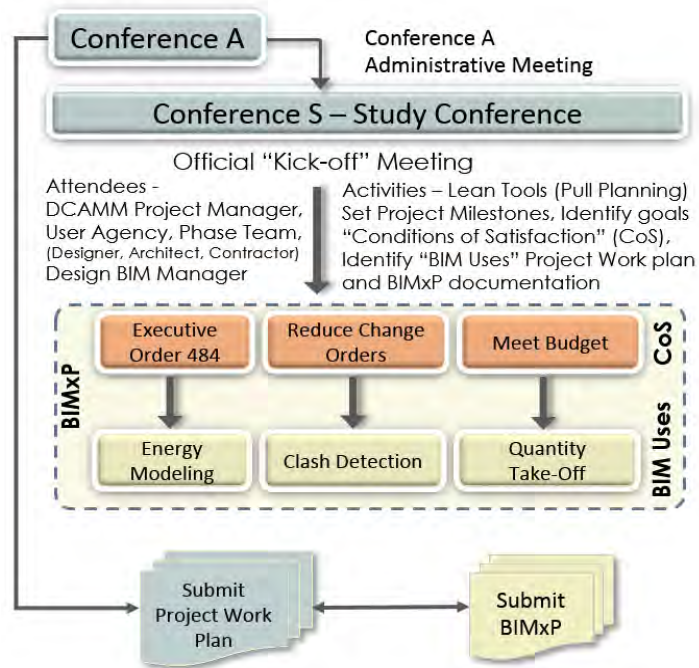 Conference A
Conference A
Administrative Meeting
Conference S – Study Conference
Official “Kick-off” Meeting
Attendees -
DCAMM Project Manager,
User Agency, Phase Team,
(Designer, Architect, Contractor)
Design BIM Manager
Activities – Lean Tools (Pull Planning)
Set Project Milestones, Identify goals
“Conditions of Satisfaction” (CoS),
Identify “BIM Uses” Project Work plan
and BIMxP documentation
BIMxP
Executive
Order 484
Reduce Change
Orders
Meet Budget
CoS
Energy
Modeling
Clash Detection
Quantity
Take-Off
BIM Uses
Submit
Project Work
Plan
Submit
BIMxP